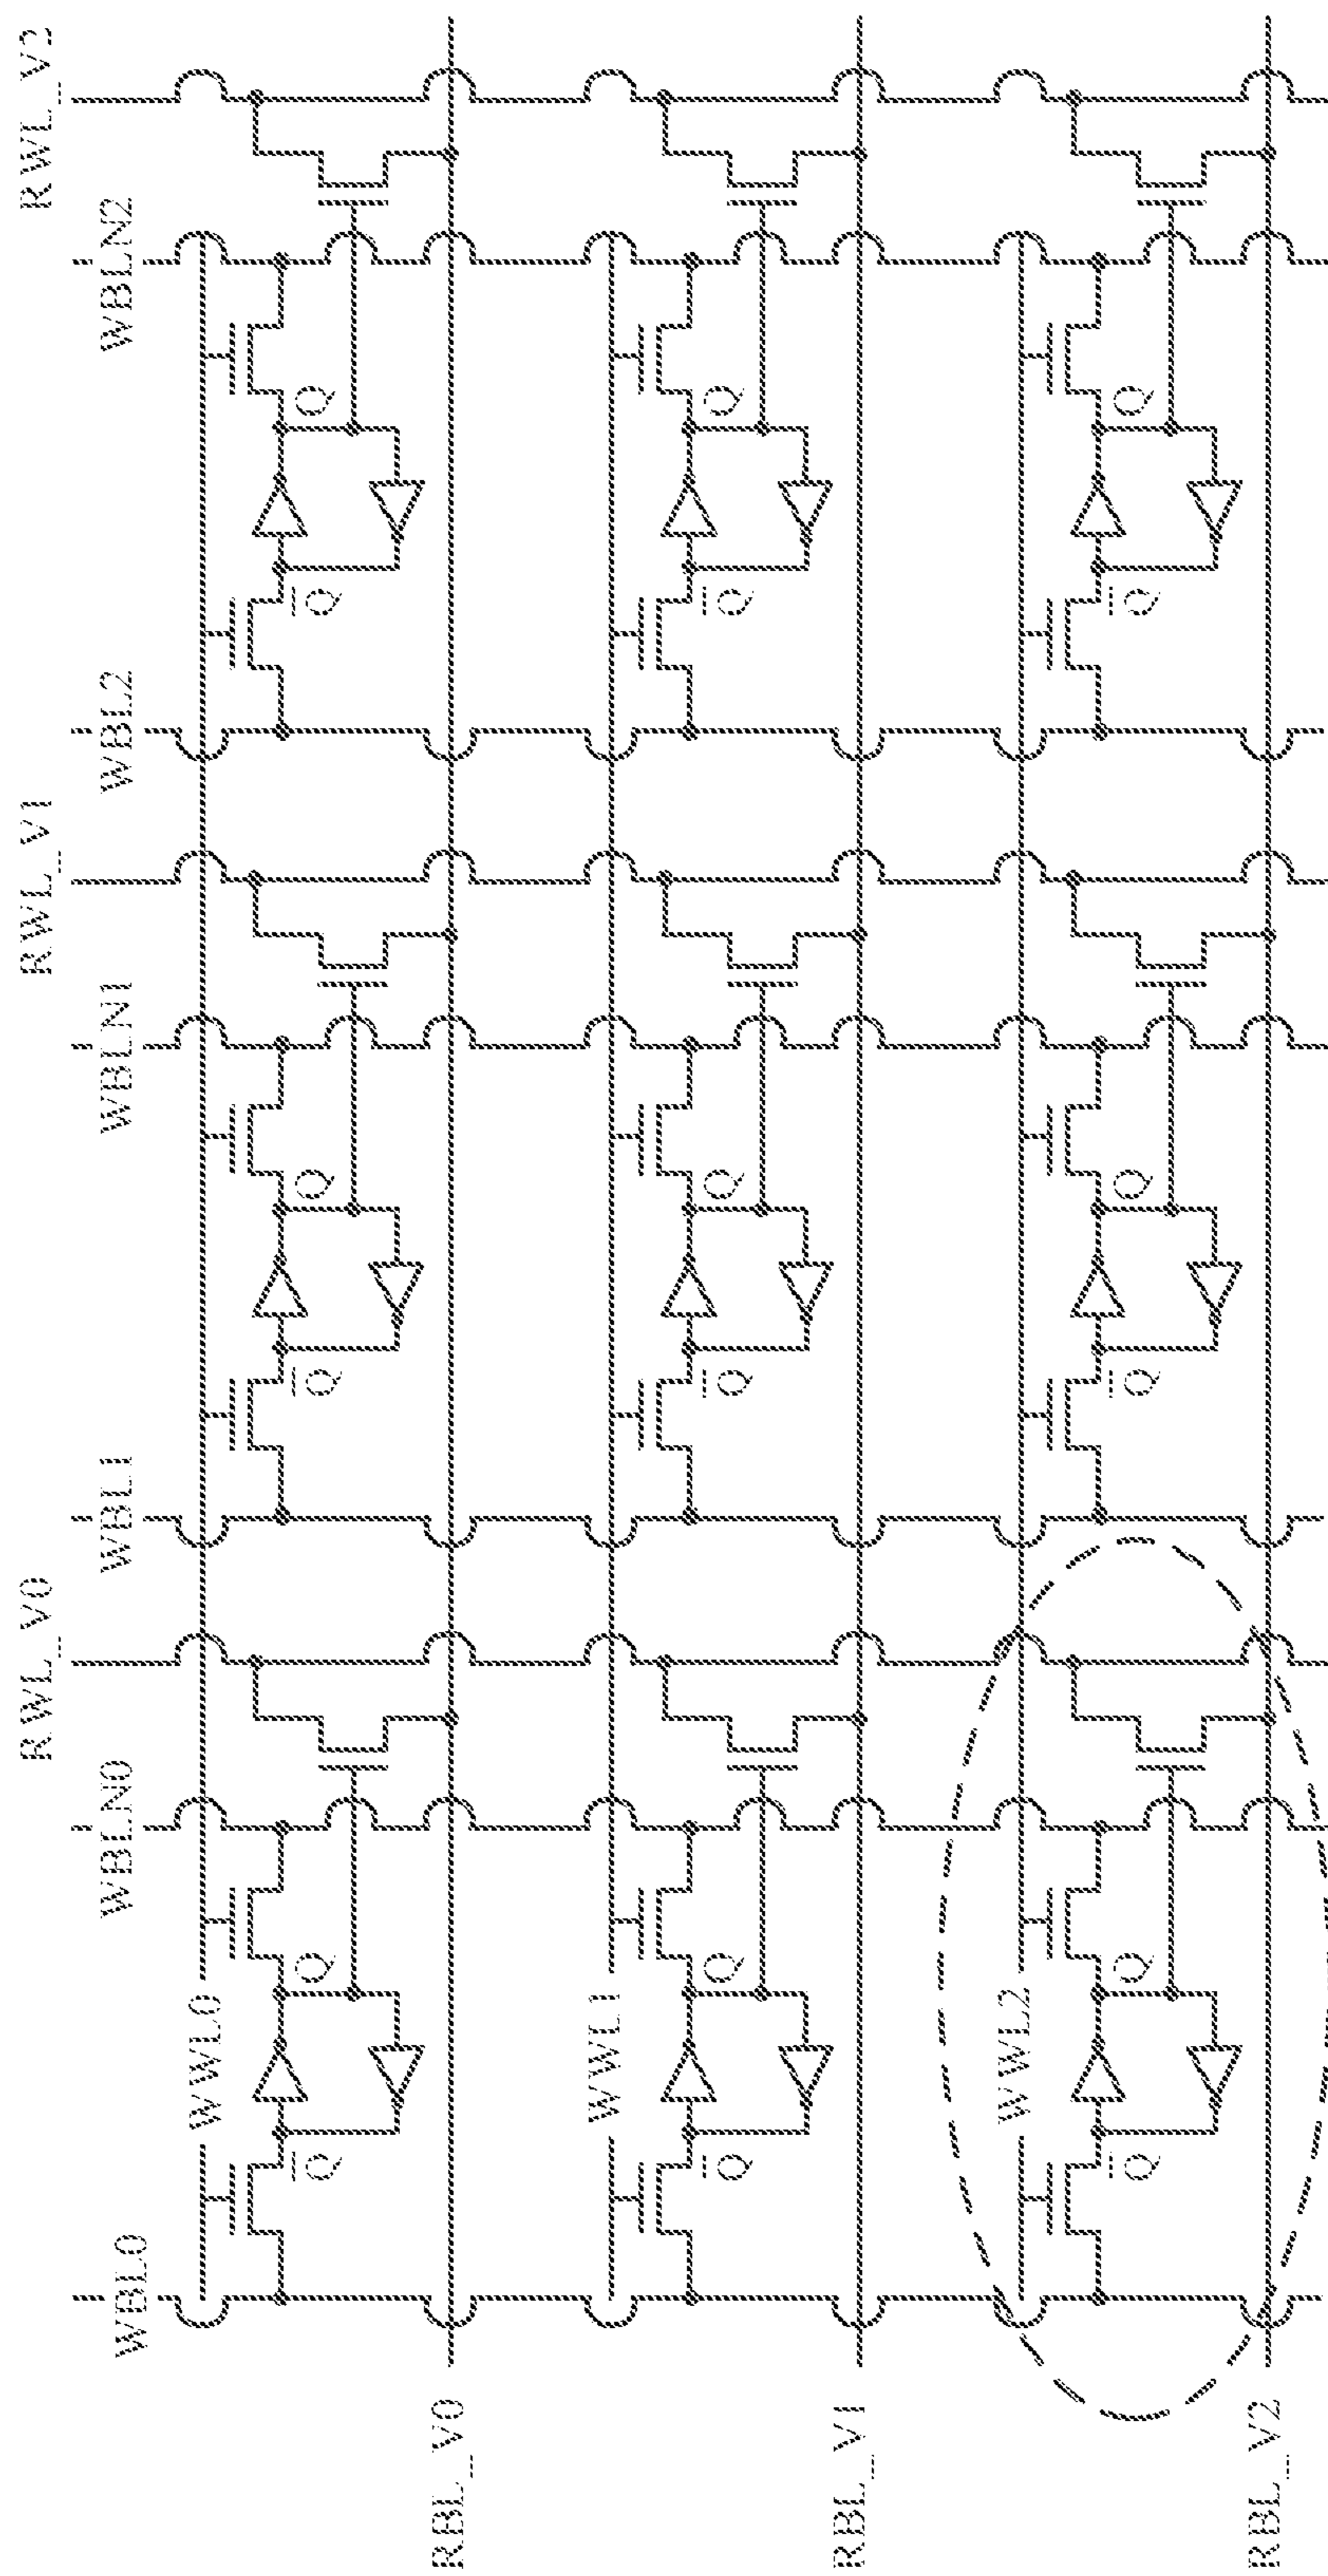 RWL_V0 RWL_V1 RWL_V2
WBL0 WBLN0 WBL1 WBLN1 WBL2 WBLN2
WWL0
Q Q Q Q Q Q
RBL_V0
WWL1
Q Q Q Q Q Q
RBL_V1
WWL2
Q Q Q Q Q Q
RBL_V2